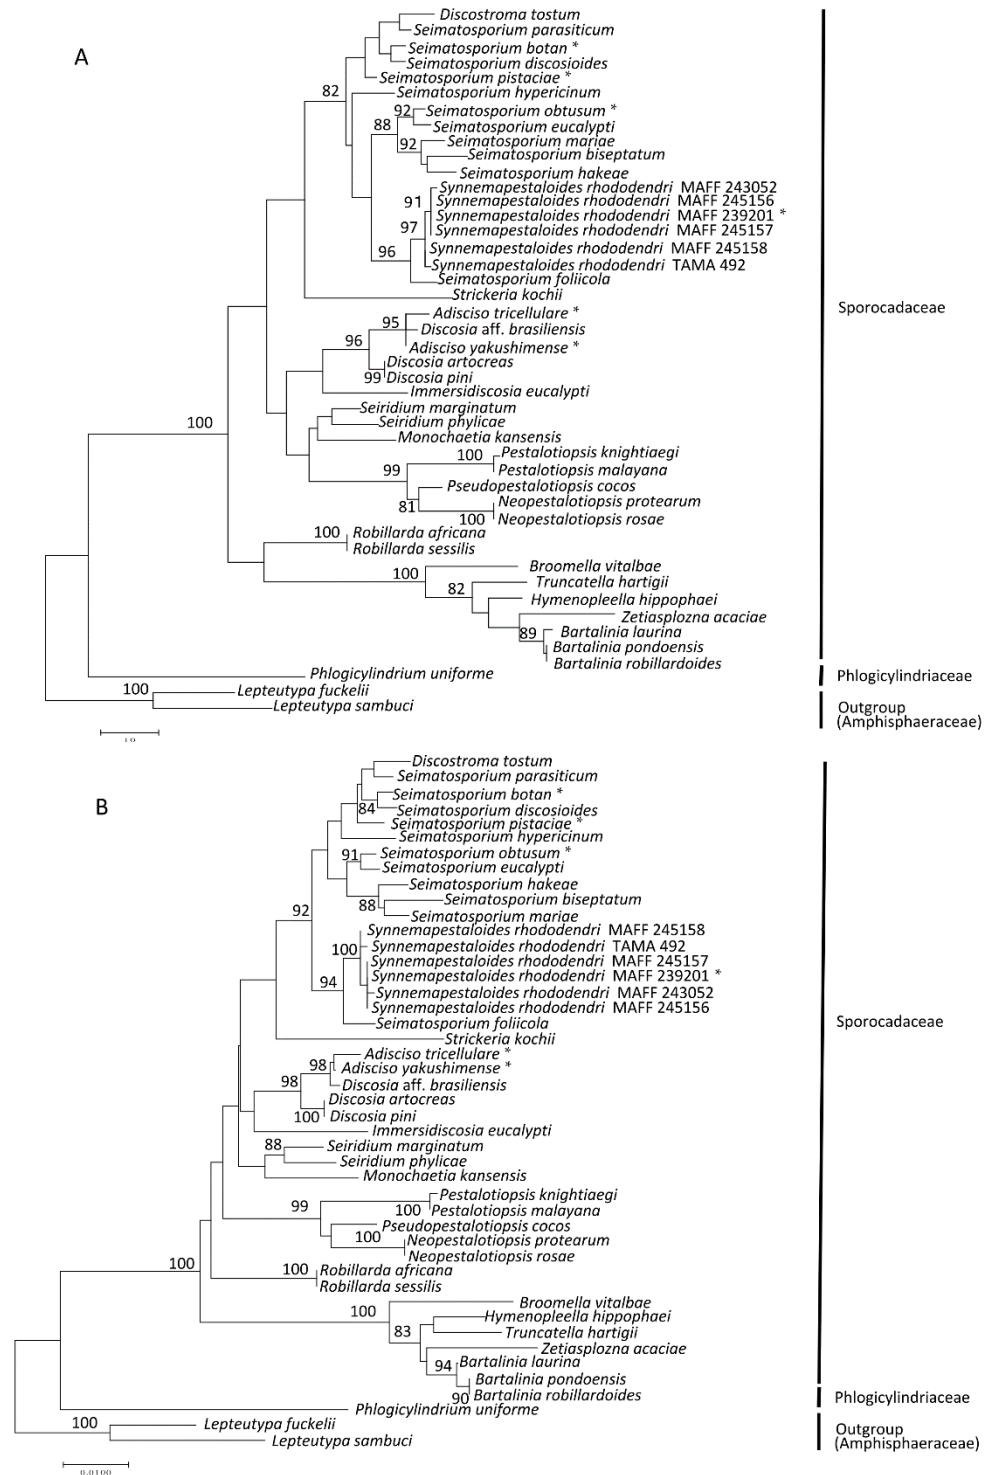 A
Discostroma tostum
Seimatosporium parasiticum
Seimatosporium botan *
Seimatosporium discosioides
Seimatosporium pistaciae *
82
Seimatosporium hypericinum
92
Seimatosporium obtusum *
88
Seimatosporium eucalypti
92
Seimatosporium mariae
Seimatosporium biseptatum
Seimatosporium hakeae
Synnemapestaloides rhododendri MAFF 243052
91
Synnemapestaloides rhododendri MAFF 245156
Synnemapestaloides rhododendri MAFF 239201 *
97
Synnemapestaloides rhododendri MAFF 245157
96
Synnemapestaloides rhododendri MAFF 245158
Synnemapestaloides rhododendri TAMA 492
Seimatosporium foliicola
Strickeria kochii
Sporocadaceae
Adisciso tricellulare *
95
Discosia aff. brasiliensis
96
Adisciso yakushimense *
Discosia artocreas
99
Discosia pini
Immersidiscosia eucalypti
Seiridium marginatum
Seiridium phylicae
100
Monochaetia kansensis
100
Pestalotiopsis knightiaegi
99
Pestalotiopsis malayana
Pseudopestalotiopsis cocos
81
Neopestalotiopsis protearum
100
Neopestalotiopsis rosae
100
Robillarda africana
Robillarda sessilis
100
Broomella vitalbae
82
Truncatella hartigii
Hymenopleella hippophaei
Zetiasplozna acaciae
89
Bartalinia laurina
Bartalinia pondoensis
Bartalinia robillardoides
Phlogicylindrium uniforme
Phlogicylindriaceae
100
Lepteutypa fuckelii
Lepteutypa sambuci
Outgroup
(Amphisphaeraceae)
10
B
Discostroma tostum
Seimatosporium parasiticum
Seimatosporium botan *
84
Seimatosporium discosioides
Seimatosporium pistaciae *
Seimatosporium hypericinum
91
Seimatosporium obtusum *
Seimatosporium eucalypti
Seimatosporium hakeae
88
Seimatosporium biseptatum
92
Seimatosporium mariae
Synnemapestaloides rhododendri MAFF 245158
100
Synnemapestaloides rhododendri TAMA 492
Synnemapestaloides rhododendri MAFF 245157
Synnemapestaloides rhododendri MAFF 239201 *
94
Synnemapestaloides rhododendri MAFF 243052
Synnemapestaloides rhododendri MAFF 245156
Seimatosporium foliicola
Sporocadaceae
Strickeria kochii
Adisciso tricellulare *
98
Adisciso yakushimense *
98
Discosia aff. brasiliensis
Discosia artocreas
100
Discosia pini
Immersidiscosia eucalypti
88
Seiridium marginatum
Seiridium phylicae
Monochaetia kansensis
Pestalotiopsis knightiaegi
99
100
Pestalotiopsis malayana
Pseudopestalotiopsis cocos
100
Neopestalotiopsis protearum
Neopestalotiopsis rosae
100
100
Robillarda africana
Robillarda sessilis
100
Broomella vitalbae
Hymenopleella hippophaei
83
Truncatella hartigii
Zetiasplozna acaciae
94
Bartalinia laurina
Bartalinia pondoensis
90
Bartalinia robillardoides
Phlogicylindriaceae
Phlogicylindrium uniforme
100
Lepteutypa fuckelii
Lepteutypa sambuci
Outgroup
(Amphisphaeraceae)
0.0100